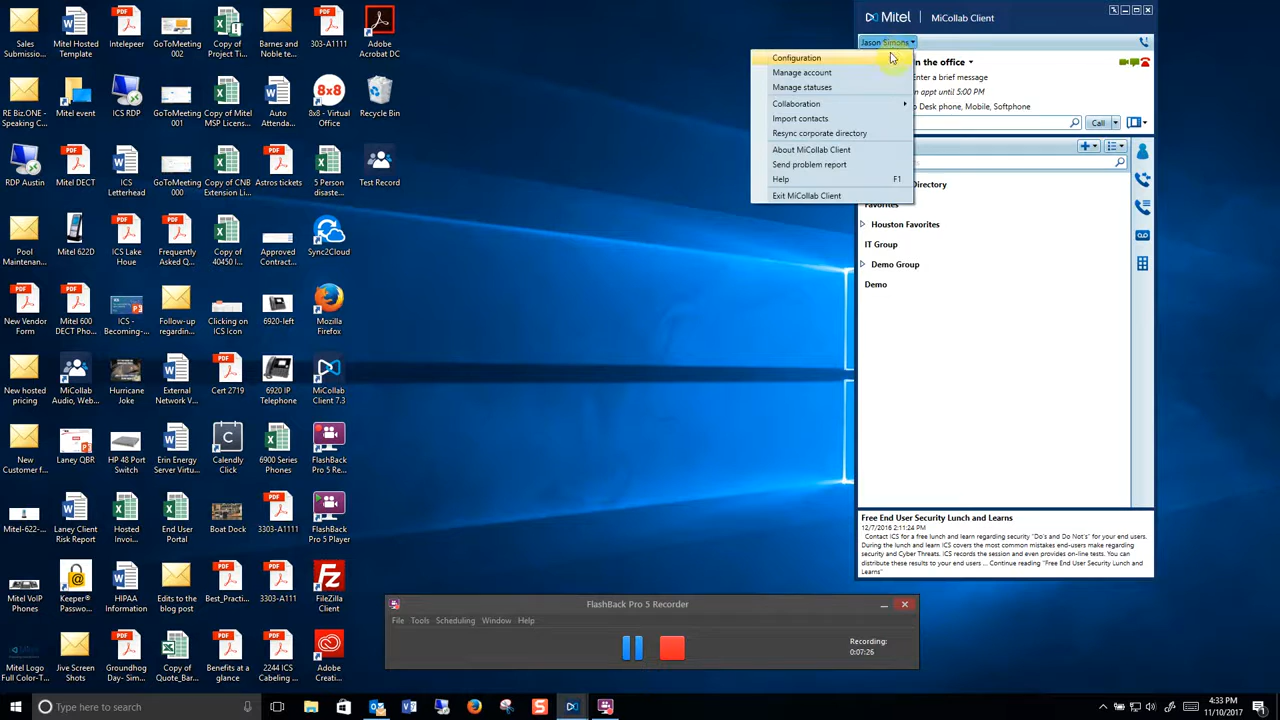 Sales
Submissio...
Mitel Hosted
Template
Intelepeer
GoToMeeting
002
Copy of
Project Ti...
Barnes and
Noble te...
303-A1111
Adobe
Acrobat DC
RE Biz.ONE -
Speaking C...
Mitel event
ICS
Onboardin...
GoToMeeting
001
Copy of Mitel
MSP License...
Auto
Attenda...
8x8 - Virtual
Office
Recycle Bin
RDP Austin
Mitel DECT
ICS
Letterhead
GoToMeeting
Copy of CNB
Extension Li...
Astros tickets
5 Person
disaste...
Test Record
Pool
Maintenan...
Mitel 622D
ICS Lake
Houe
Frequently
Asked Q...
Copy of
40450 I...
Approved
Contract...
Copy of
303-A111...
Sync2Cloud
New Vendor
Form
Mitel 600
DECT Pho...
ICS -
Becoming-...
Follow-up
regardin...
Clicking on
ICS Icon
6920-left
Mozilla
Firefox
New hosted
pricing
MiCollab
Audio, Web...
Hurricane
Joke
External
Network V...
Cert 2719
6920 IP
Telephone
MiCollab
Client 7.3
New
Customer f...
Laney QBR
HP 48 Port
Switch
Erin Energy
Server Virtu...
Calendly
Click
6900 Series
Phones
FlashBack
Pro 5 Re...
Mitel-622-...
Laney Client
Risk Report
Hosted
Invoi...
End User
Portal
Boat Dock
3303-A1111
FlashBack
Pro 5 Player
Mitel VoIP
Phones
Keeper®
Passwo...
HIPAA
Information
Edits to the
blog post
Best_Practi...
3303-A111
FileZilla
Client
Mitel Logo
Full Color-T...
Jive Screen
Shots
Groundhog
Day- Sim...
Copy of
Quote_Bar...
Benefits at a
glance
2244 ICS
Cabeling ...
Adobe
Creati...
Mitel | MiCollab Client
Jason Simons
In the office
Enter a brief message
appt until 5:00 PM
Desk phone, Mobile, Softphone
Call
Configuration
Manage account
Manage statuses
Collaboration
Import contacts
Resync corporate directory
About MiCollab Client
Send problem report
Help F1
Exit MiCollab Client
Directory
Favorites
Houston Favorites
IT Group
Demo Group
Demo
Free End User Security Lunch and Learns
12/7/2016 2:11:24 PM
Contact ICS for a free lunch and learn regarding security "Do's and Do Not's" for your end users.
During the lunch and learn ICS covers the most common mistakes end-users make regarding
security and Cyber Threats. ICS records the session and even provides on-line tests. You can
distribute these results to your end users ... Continue reading "Free End User Security Lunch and
Learns"
FlashBack Pro 5 Recorder
File Tools Scheduling Window Help
Recording:
0:07:26
Type here to search
4:33 PM
11/10/2017